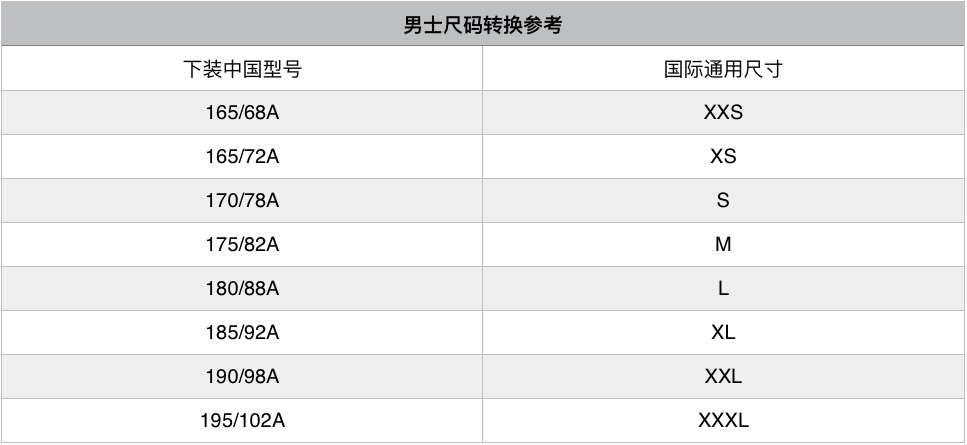 男士尺码转换参考
下装中国型号 国际通用尺寸
165/68A XXS
165/72A XS
170/78A S
175/82A M
180/88A L
185/92A XL
190/98A XXL
195/102A XXXL